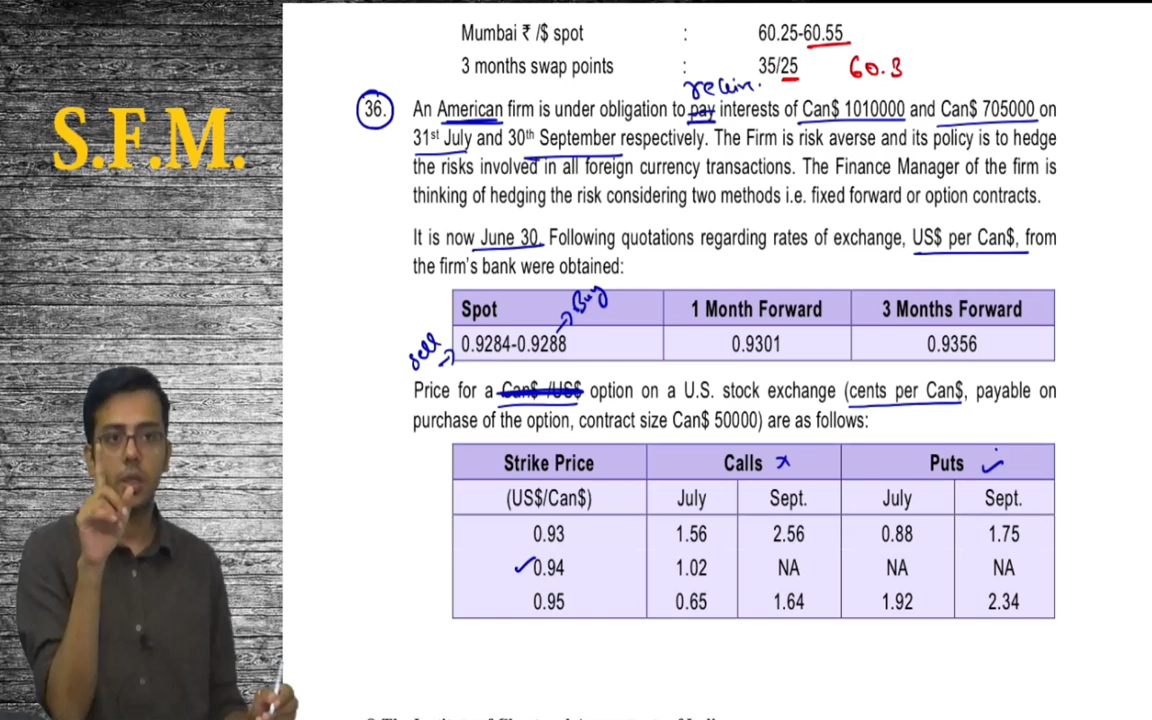 Mumbai ₹ /$ spot : 60.25-60.55
3 months swap points : 35/25 60.3
S.F.M.
36. An American firm is under obligation to pay interests of Can$ 1010000 and Can$ 705000 on
31st July and 30th September respectively. The Firm is risk averse and its policy is to hedge
the risks involved in all foreign currency transactions. The Finance Manager of the firm is
thinking of hedging the risk considering two methods i.e. fixed forward or option contracts.
It is now June 30. Following quotations regarding rates of exchange, US$ per Can$, from
the firm's bank were obtained:
Buy
Spot 1 Month Forward 3 Months Forward
Sell 0.9284-0.9288 0.9301 0.9356
Price for a Can$ /US$ option on a U.S. stock exchange (cents per Can$, payable on
purchase of the option, contract size Can$ 50000) are as follows:
Strike Price Calls x Puts
(US$/Can$) July Sept. July Sept.
0.93 1.56 2.56 0.88 1.75
0.94 1.02 NA NA NA
0.95 0.65 1.64 1.92 2.34